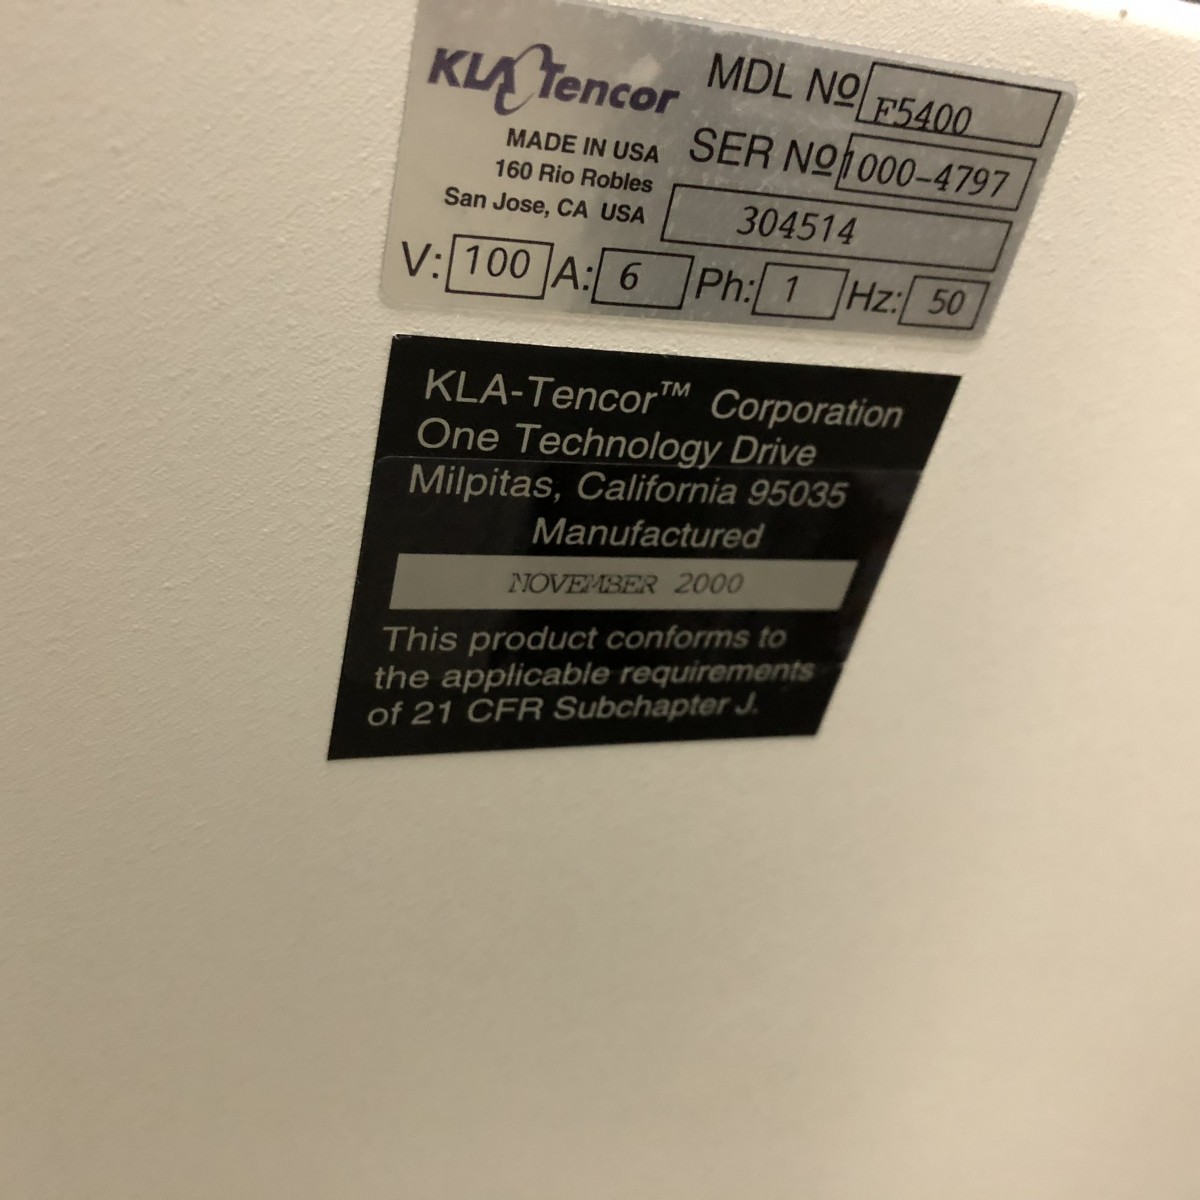 KLA Tencor
MADE IN USA
160 Rio Robles
San Jose, CA USA
MDL Nº F5400
SER Nº 1000-4797
304514
V: 100 A: 6 Ph: 1 Hz: 50
KLA-Tencor™ Corporation
One Technology Drive
Milpitas, California 95035
Manufactured
NOVEMBER 2000
This product conforms to
the applicable requirements
of 21 CFR Subchapter J.